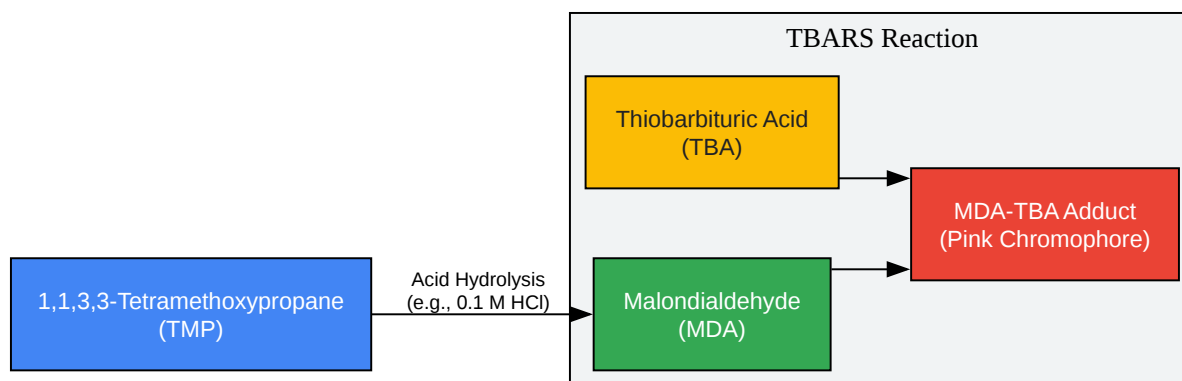 TBARS Reaction
Thiobarbituric Acid
(TBA)
MDA-TBA Adduct
(Pink Chromophore)
1,1,3,3-Tetramethoxypropane
(TMP)
Acid Hydrolysis
(e.g., 0.1 M HCl)
Malondialdehyde
(MDA)